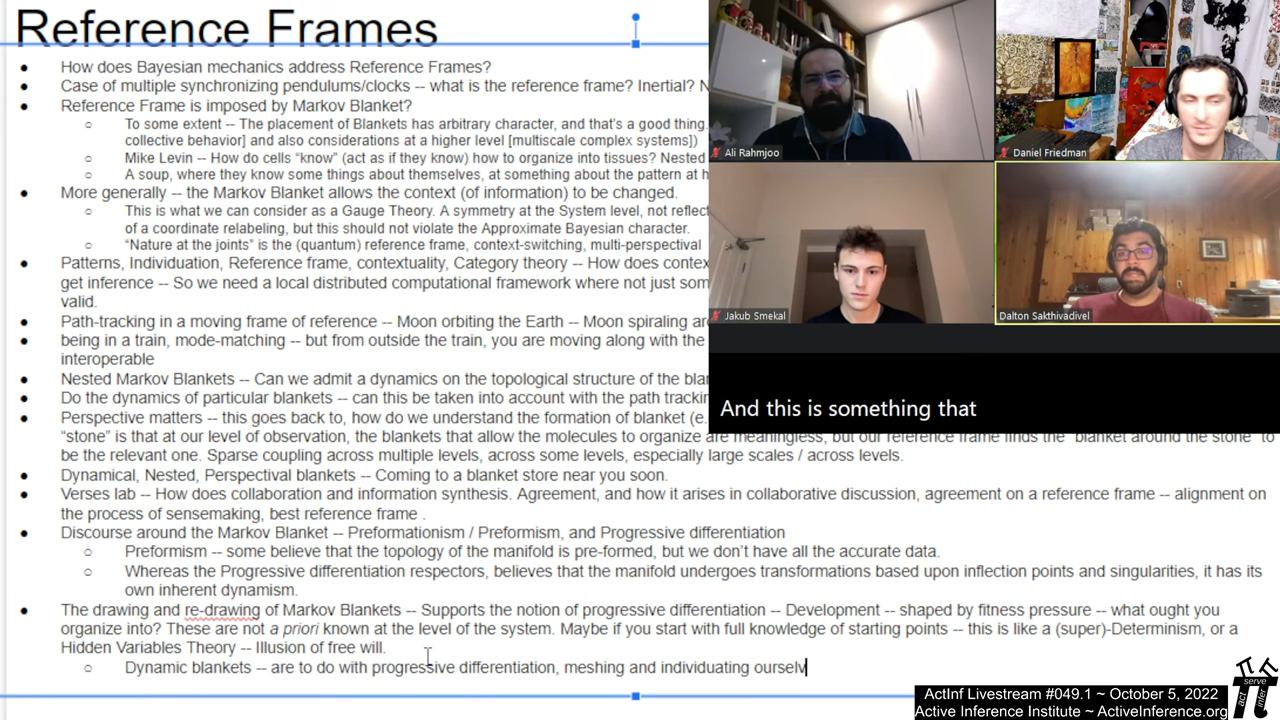 Reference Frames
● How does Bayesian mechanics address Reference Frames?
● Case of multiple synchronizing pendulums/clocks -- what is the reference frame? Inertial? N
● Reference Frame is imposed by Markov Blanket?
○ To some extent -- The placement of Blankets has arbitrary character, and that's a good thing.
collective behavior] and also considerations at a higher level [multiscale complex systems])
○ Mike Levin -- How do cells “know” (act as if they know) how to organize into tissues? Nested
○ A soup, where they know some things about themselves, at something about the pattern at h
● More generally -- the Markov Blanket allows the context (of information) to be changed.
○ This is what we can consider as a Gauge Theory. A symmetry at the System level, not reflect
of a coordinate relabeling, but this should not violate the Approximate Bayesian character.
○ “Nature at the joints” is the (quantum) reference frame, context-switching, multi-perspectival
● Patterns, Individuation, Reference frame, contextuaty, Category theory -- How does contex
get inference -- So we need a local distributed computational framework where not just som
valid.
● Path-tracking in a moving frame of reference -- Moon orbiting the Earth -- Moon spiraling aro
● being in a train, mode-matching -- but from outside the train, you are moving along with the
interoperable
● Nested Markov Blankets -- Can we admit a dynamics on the topological structure of the blan
● Do the dynamics of particular blankets -- can this be taken into account with the path trackin
● Perspective matters -- this goes back to, how do we understand the formation of blanket (e.
“stone” is that at our level of observation, the blankets that allow the molecules to organize are meaningless, but our reference frame finds the “blanket around the stone” to
be the relevant one. Sparse coupling across multiple levels, across some levels, especially large scales / across levels.
● Dynamical, Nested, Perspectival blankets -- Coming to a blanket store near you soon.
● Verses lab -- How does collaboration and information synthesis. Agreement, and how it arises in collaborative discussion, agreement on a reference frame -- alignment on
the process of sensemaking, best reference frame .
● Discourse around the Markov Blanket -- Preformationism / Preformism, and Progressive differentiation
○ Preformism -- some believe that the topology of the manifold is pre-formed, but we don't have all the accurate data.
○ Whereas the Progressive differentiation respectors, believes that the manifold undergoes transformations based upon inflection points and singularities, it has its
own inherent dynamism.
● The drawing and re-drawing of Markov Blankets -- Supports the notion of progressive differentiation -- Development -- shaped by fitness pressure -- what ought you
organize into? These are not a priori known at the level of the system. Maybe if you start with full knowledge of starting points -- this is like a (super)-Determinism, or a
Hidden Variables Theory -- Illusion of free will.
○ Dynamic blankets -- are to do with progressive differentiation, meshing and individuating ourselv
Ali Rahmjoo
Daniel Friedman
Jakub Smekal
Dalton Sakthivadivel
And this is something that
ActInf Livestream #049.1 ~ October 5, 2022
Active Inference Institute ~ ActiveInference.org
serve
act
infer